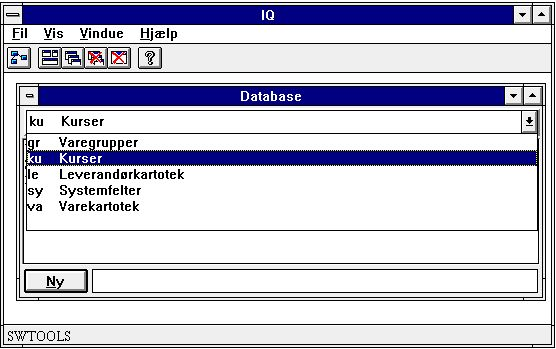 IQ
Fil Vis Vindue Hjælp
?
Database
ku Kurser
gr Varegrupper
ku Kurser
le Leverandørkartotek
sy Systemfelter
va Varekartotek
Ny
SWTOOLS